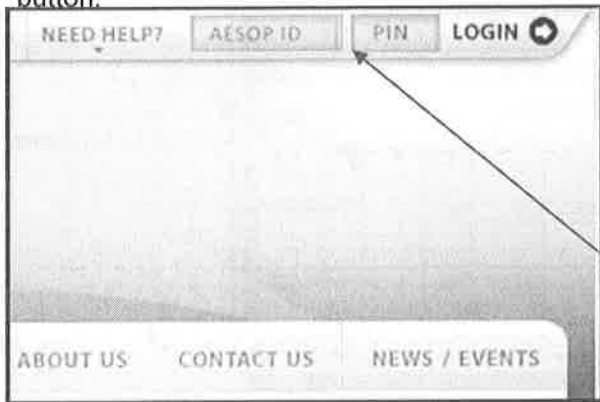 button.
NEED HELP? AESOP ID PIN LOGIN
ABOUT US CONTACT US NEWS / EVENTS